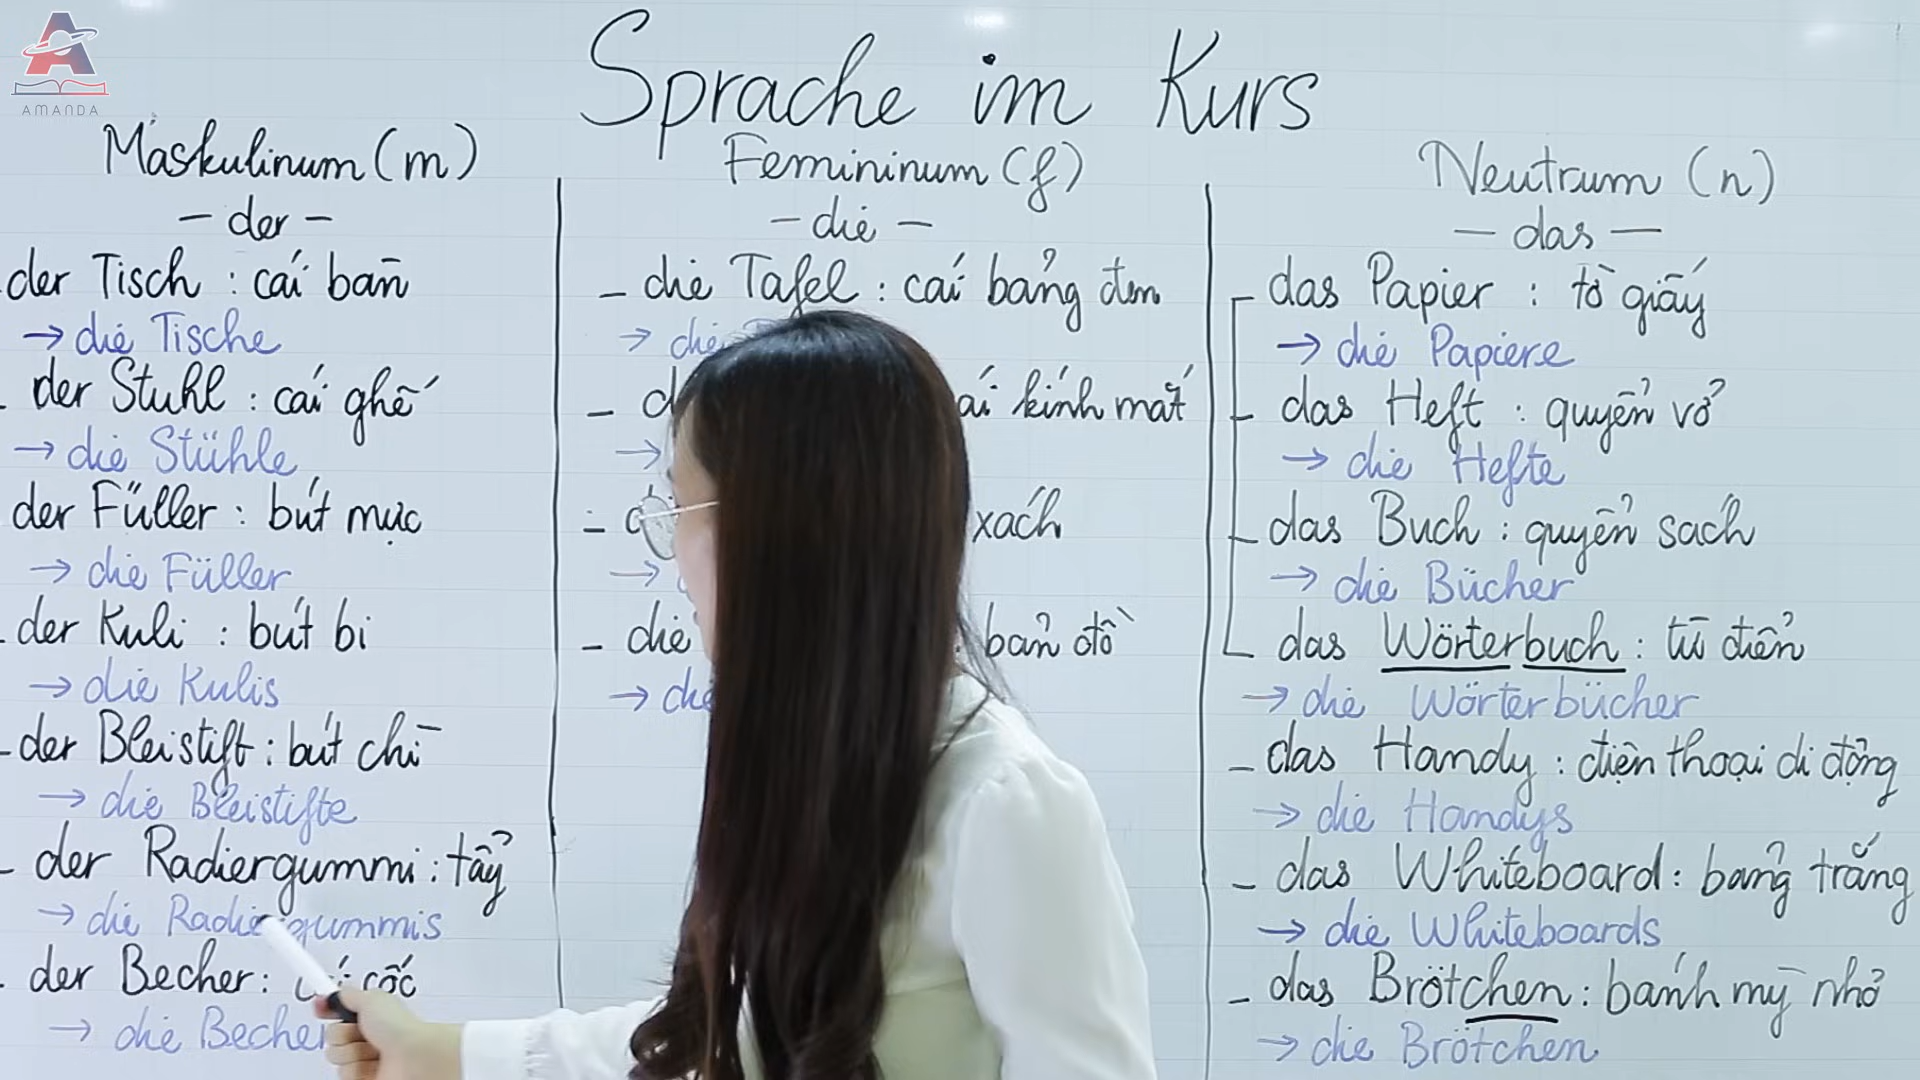 AMANDA
Sprache im Kurs
Maskulinum (m)
- der -
der Tisch : cái bàn
→ die Tische
- der Stuhl : cái ghế
→ die Stühle
der Füller : bút mực
→ die Füller
- der Kuli : bút bi
→ die Kulis
- der Bleistift : bút chì
→ die Bleistifte
- der Radiergummi : tẩy
→ die Radiergummis
- der Becher : cốc
→ die Becher
Femininum (f)
- die -
- die Tafel : cái bảng đen
→ die
- kính mắt
→
- xách
→
- die bản đồ
→ die
Neutrum (n)
- das -
- das Papier : tờ giấy
→ die Papiere
- das Heft : quyển vở
→ die Hefte
- das Buch : quyển sách
→ die Bücher
- das Wörterbuch : từ điển
→ die Wörterbücher
- das Handy : điện thoại di động
→ die Handys
- das Whiteboard : bảng trắng
→ die Whiteboards
- das Brötchen : bánh mỳ nhỏ
→ die Brötchen